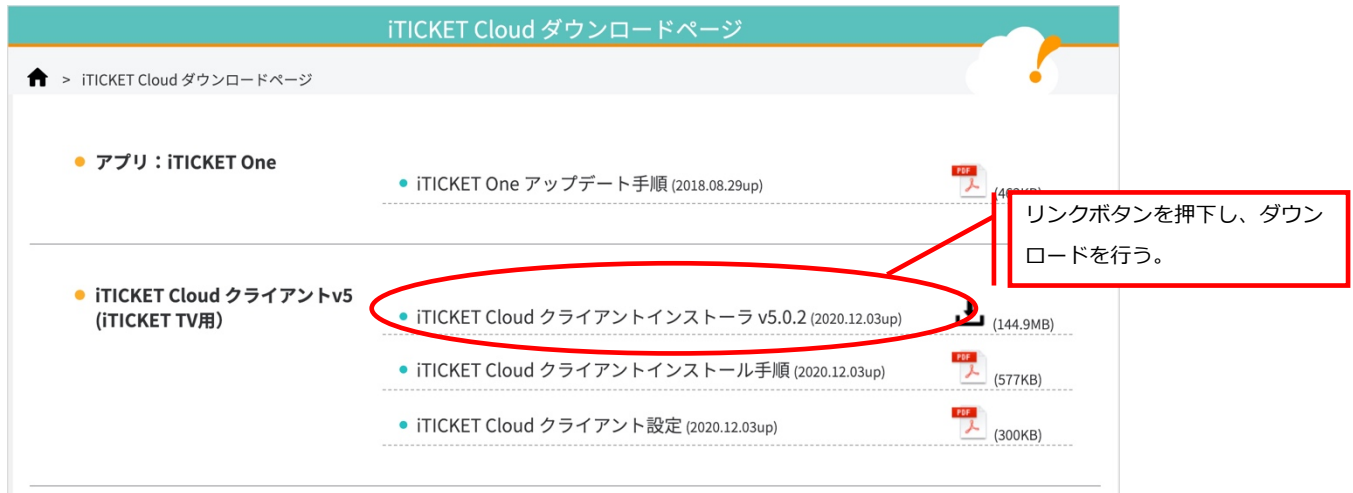 iTICKET Cloud ダウンロードページ
> iTICKET Cloud ダウンロードページ
アプリ：iTICKET One
iTICKET One アップデート手順 (2018.08.29up)
PDF
リンクボタンを押下し、ダウン
ロードを行う。
iTICKET Cloud クライアントv5
(iTICKET TV用）
iTICKET Cloud クライアントインストーラ v5.0.2 (2020.12.03up)
(144.9MB)
iTICKET Cloud クライアントインストール手順 (2020.12.03up)
PDF
(577KB)
iTICKET Cloud クライアント設定 (2020.12.03up)
PDF
(300KB)